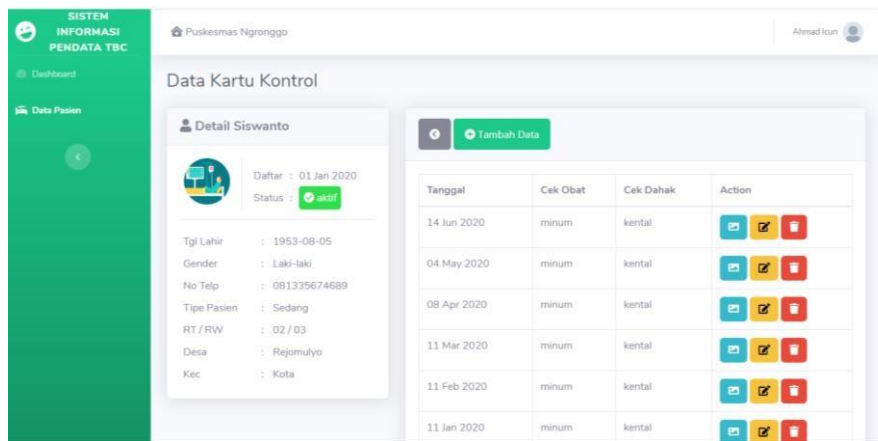 SISTEM
INFORMASI
PENDATA TBC
Puskesmas Ngronggo
Ahmad Icun
Dashboard
Data Pasien
Data Kartu Kontrol
Detail Siswanto
Daftar : 01 Jan 2020
Status : aktif
Tgl Lahir : 1953-08-05
Gender : Laki-laki
No Telp : 081335674689
Tipe Pasien : Sedang
RT / RW : 02 / 03
Desa : Rejomulyo
Kec : Kota
Tambah Data
Tanggal Cek Obat Cek Dahak Action
14 Jun 2020 minum kental
04 May 2020 minum kental
08 Apr 2020 minum kental
11 Mar 2020 minum kental
11 Feb 2020 minum kental
11 Jan 2020 minum kental